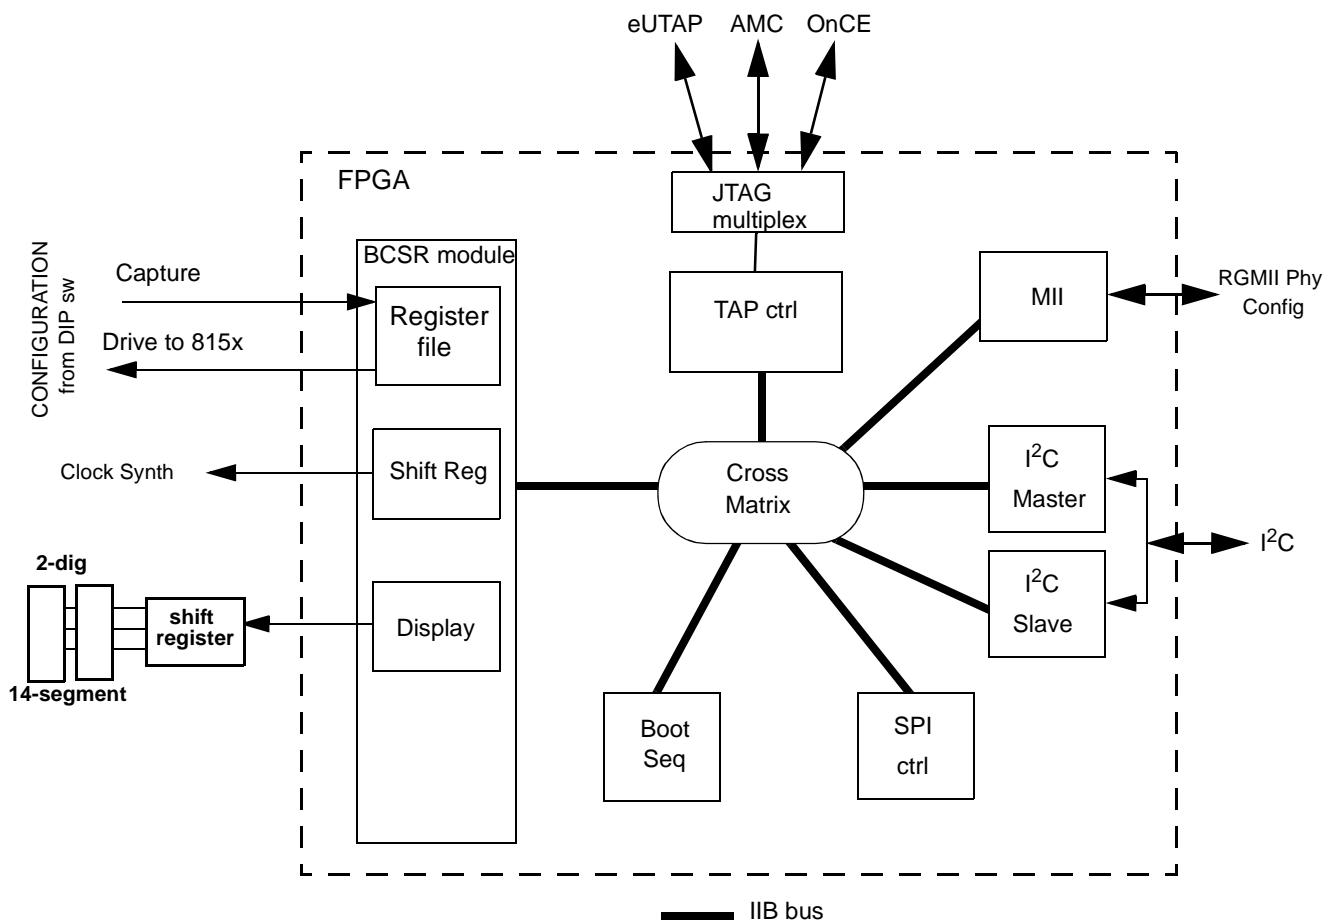 eUTAP AMC OnCE
FPGA
JTAG
multiplex
BCSR module
CONFIGURATION
from DIP sw
Capture
Drive to 815x
Register
file
TAP ctrl
MII
RGMII Phy
Config
Clock Synth
Shift Reg
Cross
Matrix
I²C
Master
I²C
I²C
Slave
2-dig
shift
register
14-segment
Display
Boot
Seq
SPI
ctrl
IIB bus